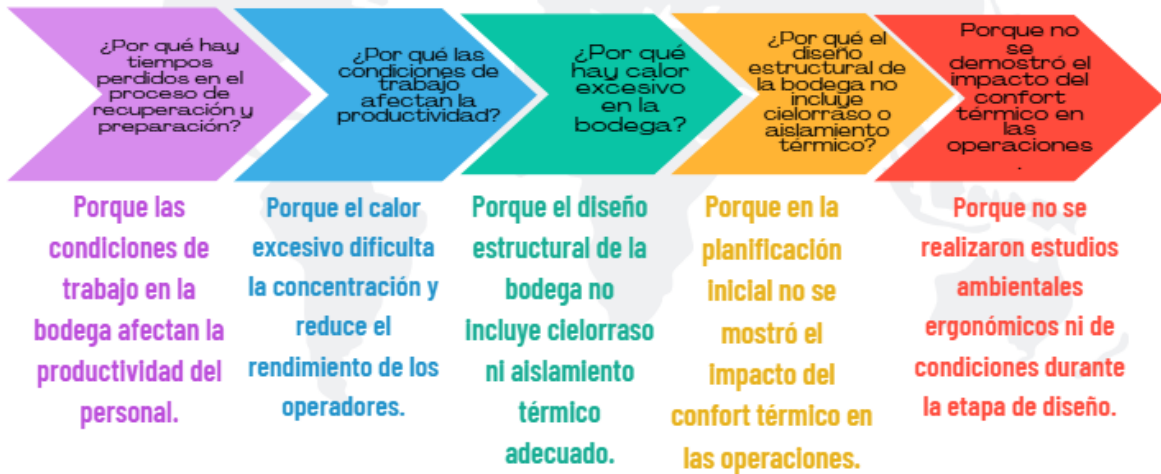 ¿Por qué hay
tiempos
perdidos en el
proceso de
recuperación y
preparación?
¿Por qué las
condiciones de
trabajo
afectan la
productividad?
¿Por qué
hay calor
excesivo
en la
bodega?
¿Por qué el
diseño
estructural de
la bodega no
incluye
cielorraso o
aislamiento
térmico?
Porque no
se
demostró el
impacto del
confort
térmico en
las
operaciones
.
Porque las
condiciones de
trabajo en la
bodega afectan la
productividad del
personal.
Porque el calor
excesivo dificulta
la concentración y
reduce el
rendimiento de los
operadores.
Porque el diseño
estructural de la
bodega no
incluye cielorraso
ni aislamiento
térmico
adecuado.
Porque en la
planificación
inicial no se
mostró el
impacto del
confort térmico en
las operaciones.
Porque no se
realizaron estudios
ambientales
ergonómicos ni de
condiciones durante
la etapa de diseño.